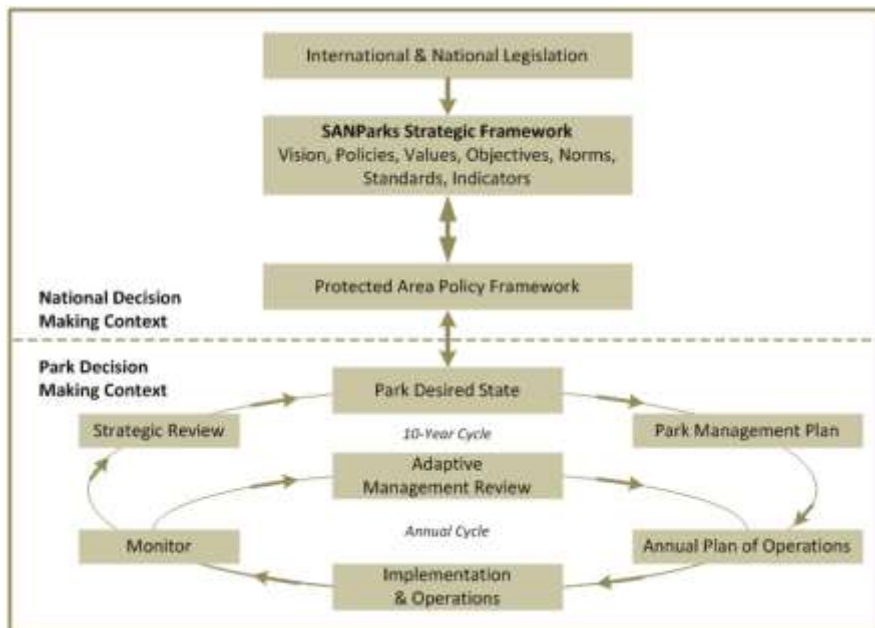 International & National Legislation
SANParks Strategic Framework
Vision, Policies, Values, Objectives, Norms,
Standards, Indicators
Protected Area Policy Framework
National Decision
Making Context
Park Decision
Making Context
Park Desired State
Strategic Review
10-Year Cycle
Park Management Plan
Adaptive
Management Review
Annual Cycle
Monitor
Annual Plan of Operations
Implementation
& Operations